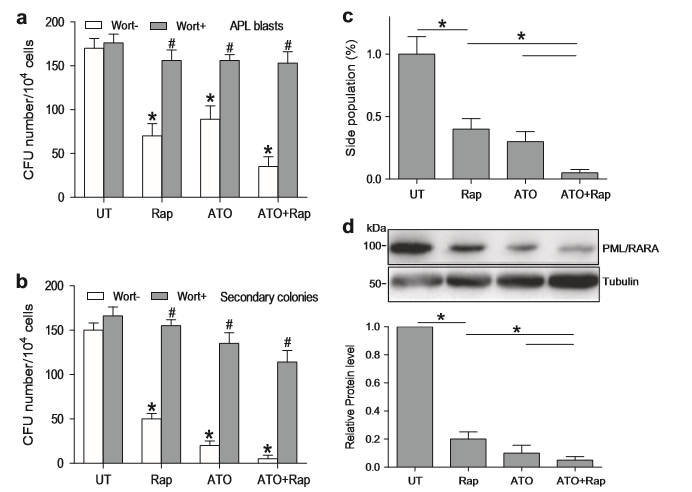 a
Wort- Wort+ APL blasts
CFU number/10⁴ cells
200
150
100
50
0
# # #
* * *
UT Rap ATO ATO+Rap
b
Wort- Wort+ Secondary colonies
CFU number/10⁴ cells
200
150
100
50
0
# # #
* * *
UT Rap ATO ATO+Rap
c
Side population (%)
1.0
0.5
0.0
* *
UT Rap ATO ATO+Rap
d
kDa
100-
PML/RARA
50-
Tubulin
Relative Protein level
1.0
0.8
0.6
0.4
0.2
0.0
* *
UT Rap ATO ATO+Rap